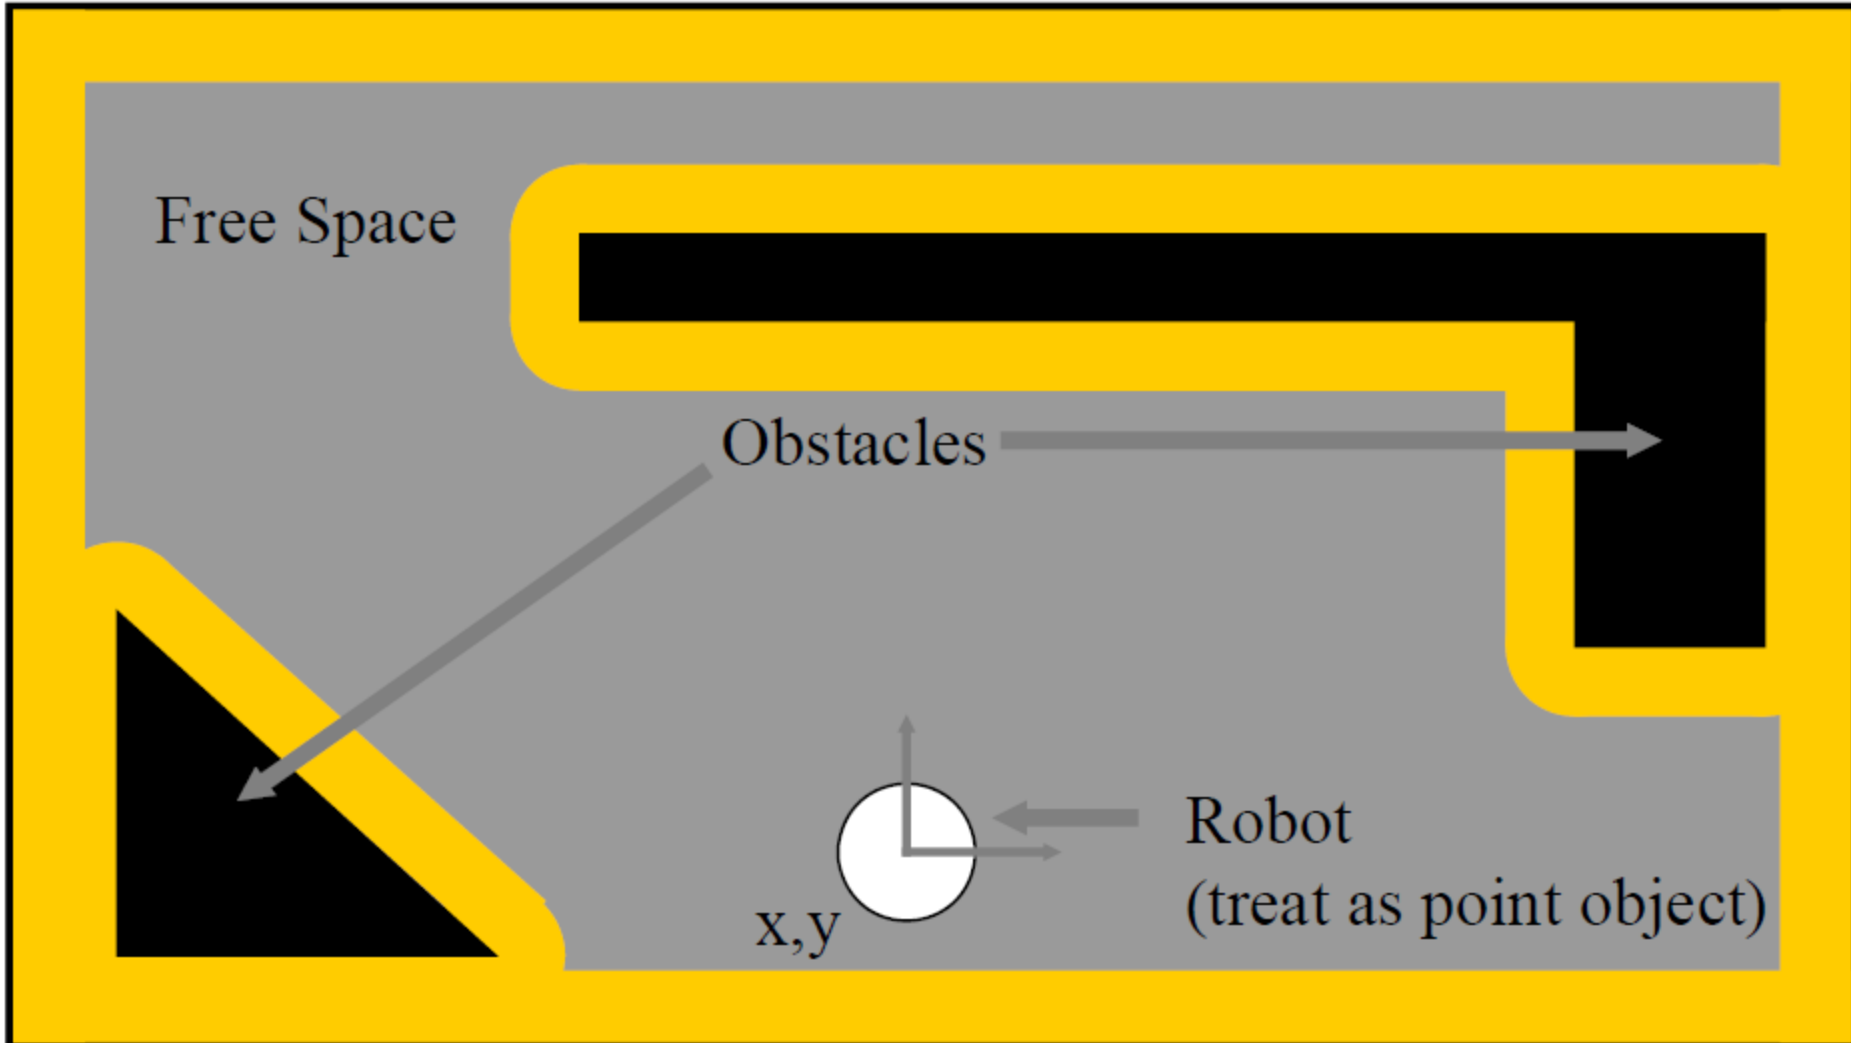 Free Space
Obstacles
Robot
(treat as point object)
x,y